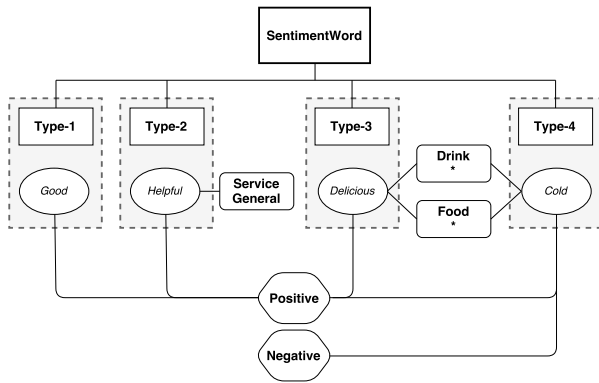 SentimentWord
Type-1
Type-2
Type-3
Type-4
Good
Helpful
Service
General
Delicious
Drink
*
Food
*
Cold
Positive
Negative